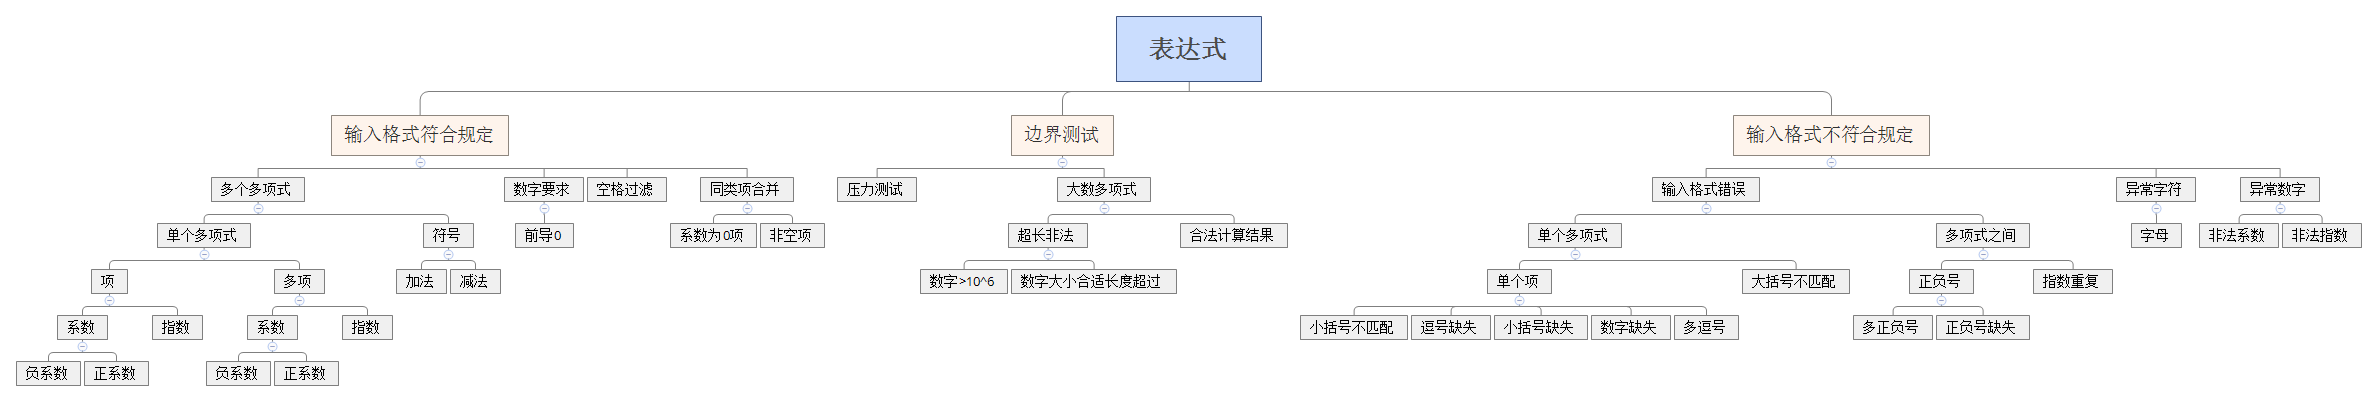 表达式
输入格式符合规定
边界测试
输入格式不符合规定
多个多项式
数字要求
空格过滤
同类项合并
压力测试
大数多项式
输入格式错误
异常字符
异常数字
单个多项式
符号
前导0
系数为0项
非空项
超长非法
合法计算结果
单个多项式
多项式之间
字母
非法系数
非法指数
项
多项
加法
减法
数字>10^6
数字大小合适长度超过
单个项
大括号不匹配
正负号
指数重复
系数
指数
系数
指数
小括号不匹配
逗号缺失
小括号缺失
数字缺失
多逗号
多正负号
正负号缺失
负系数
正系数
负系数
正系数